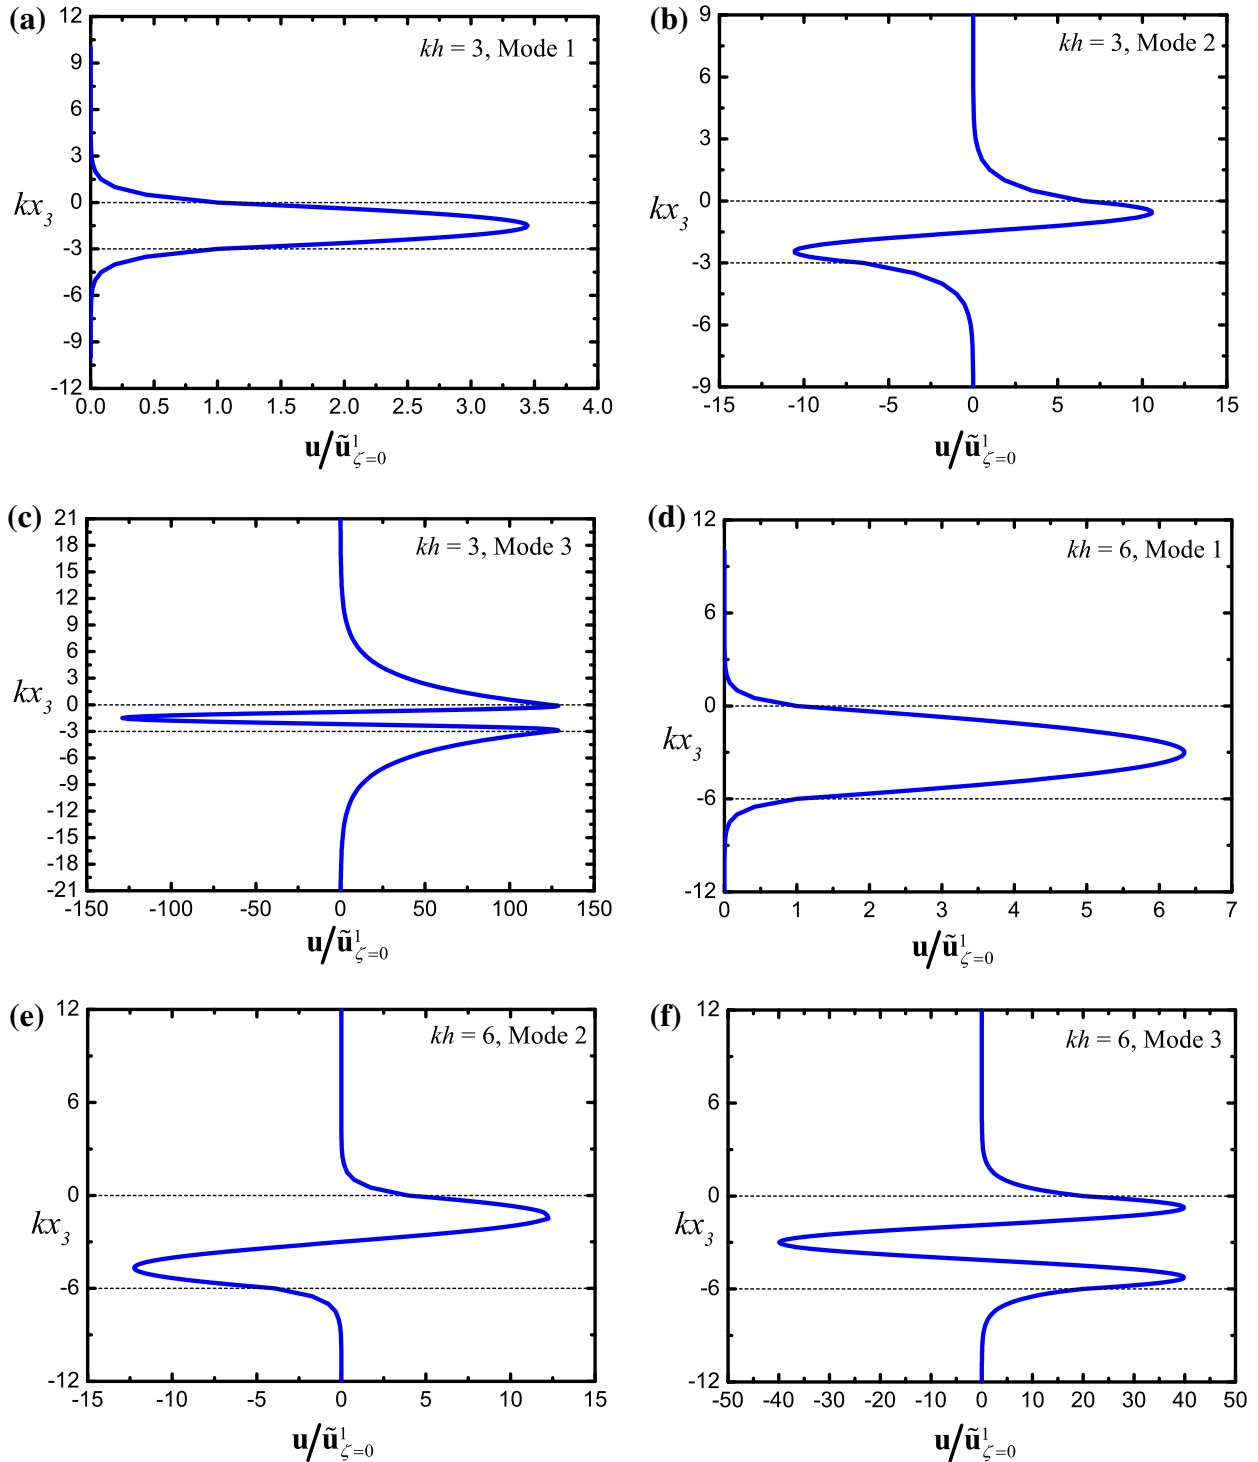 (a)
kh = 3, Mode 1
12
9
6
3
0
-3
-6
-9
-12
kx₃
0.0 0.5 1.0 1.5 2.0 2.5 3.0 3.5 4.0
u/ũ¹ζ=0
(b)
kh = 3, Mode 2
9
6
3
0
-3
-6
-9
kx₃
-15 -10 -5 0 5 10 15
u/ũ¹ζ=0
(c)
kh = 3, Mode 3
21
18
15
12
9
6
3
0
-3
-6
-9
-12
-15
-18
-21
kx₃
-150 -100 -50 0 50 100 150
u/ũ¹ζ=0
(d)
kh = 6, Mode 1
12
6
0
-6
-12
kx₃
0 1 2 3 4 5 6 7
u/ũ¹ζ=0
(e)
kh = 6, Mode 2
12
6
0
-6
-12
kx₃
-15 -10 -5 0 5 10 15
u/ũ¹ζ=0
(f)
kh = 6, Mode 3
12
6
0
-6
-12
kx₃
-50 -40 -30 -20 -10 0 10 20 30 40 50
u/ũ¹ζ=0